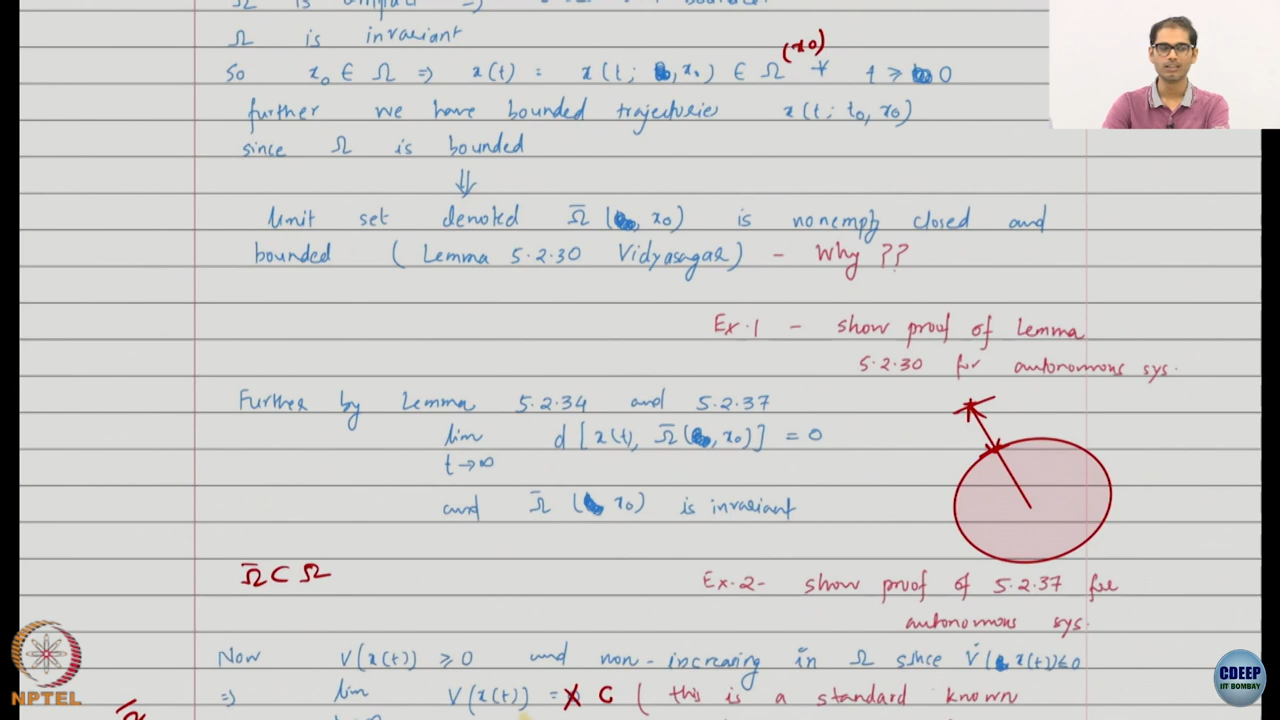 Ω is compact ⇒
Ω is invariant
(x0)
So x₀ ∈ Ω ⇒ x(t) = x(t; , x₀) ∈ Ω ∀ t ≥ 0
further we have bounded trajectories x(t; t0, x0)
since Ω is bounded
⇓
limit set denoted Ω̄ ( x0) is nonempty closed and
bounded ( Lemma 5.2.30 Vidyasagar) - Why ??
Ex.1 - show proof of Lemma
5.2.30 for autonomous sys.
Further by Lemma 5.2.34 and 5.2.37
lim d [x(t), Ω̄( , x0)] = 0
t→∞
and Ω̄ ( x0) is invariant
Ω̄ ⊂ Ω
Ex.2- show proof of 5.2.37 for
autonomous sys.
Now V(x(t)) ≥ 0 and non-increasing in Ω since V̇( x(t)) ≤ 0
⇒ lim V(x(t)) = C ( this is a standard known
NPTEL
CDEEP
IIT BOMBAY